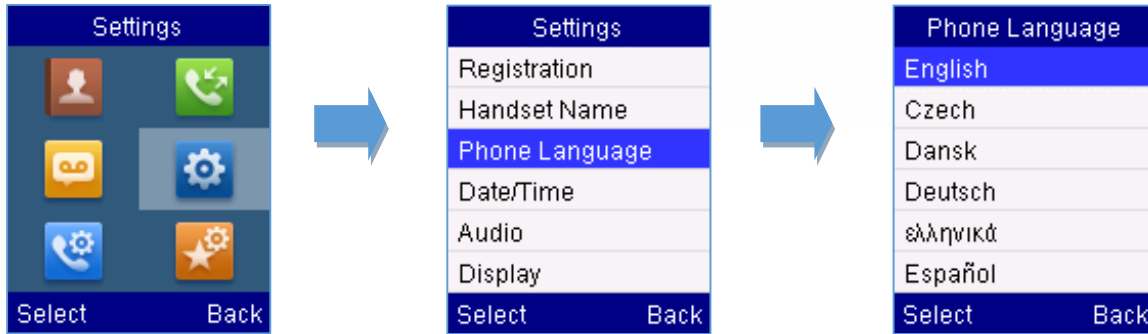 Settings
Select Back
Settings
Registration
Handset Name
Phone Language
Date/Time
Audio
Display
Select Back
Phone Language
English
Czech
Dansk
Deutsch
ελληνικά
Español
Select Back